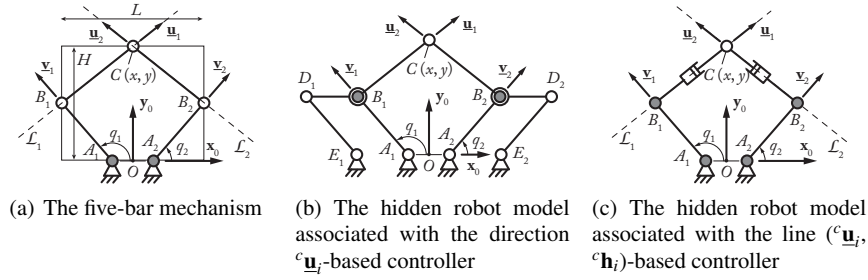 L
u₂ u₁
H
C (x, y)
v₁ v₂
B₁ B₂
y₀
L₁ L₂
A₁ q₁ A₂ q₂ x₀
O
(a) The five-bar mechanism
u₂ u₁
C (x, y)
D₁ v₁ v₂ D₂
B₁ B₂
y₀
q₁ q₂
E₁ A₁ O A₂ x₀ E₂
(b) The hidden robot model
associated with the direction
ᶜu̲ᵢ-based controller
u₂ u₁
C (x, y)
v₁ v₂
B₁ B₂
y₀
L₁ L₂
A₁ q₁ A₂ q₂ x₀
O
(c) The hidden robot model
associated with the line (ᶜu̲ᵢ,
ᶜhᵢ)-based controller